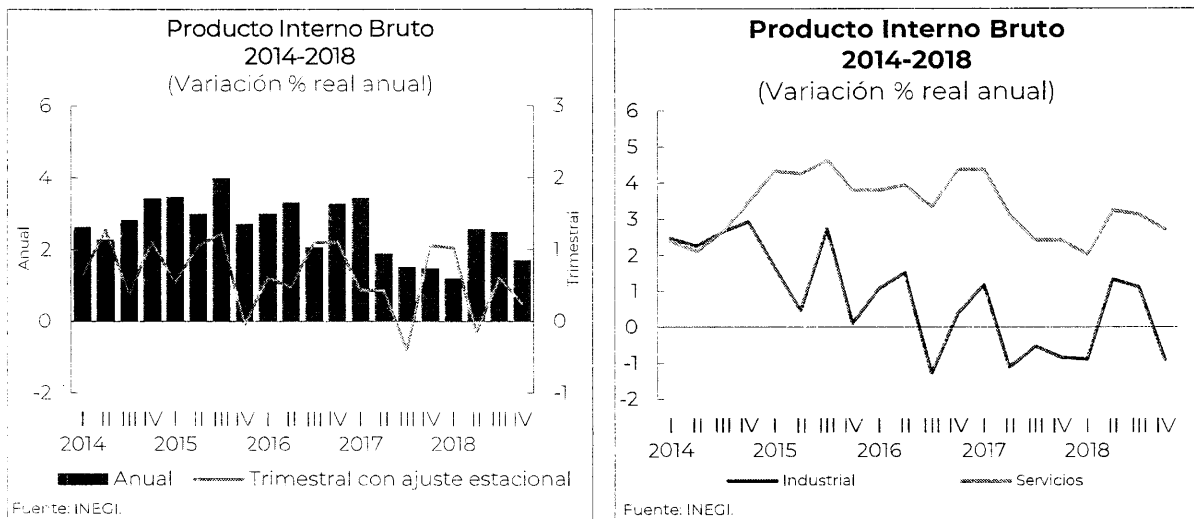 Producto Interno Bruto
2014-2018
(Variación % real anual)
6
4
2
0
-2
Anual
3
2
1
0
-1
Trimestral
I II III IV I II III IV I II III IV I II III IV I II III IV
2014 2015 2016 2017 2018
Anual Trimestral con ajuste estacional
Fuente: INEGI.
Producto Interno Bruto
2014-2018
(Variación % real anual)
6
5
4
3
2
1
0
-1
-2
I II III IV I II III IV I II III IV I II III IV I II III IV
2014 2015 2016 2017 2018
Industrial Servicios
Fuente: INEGI.